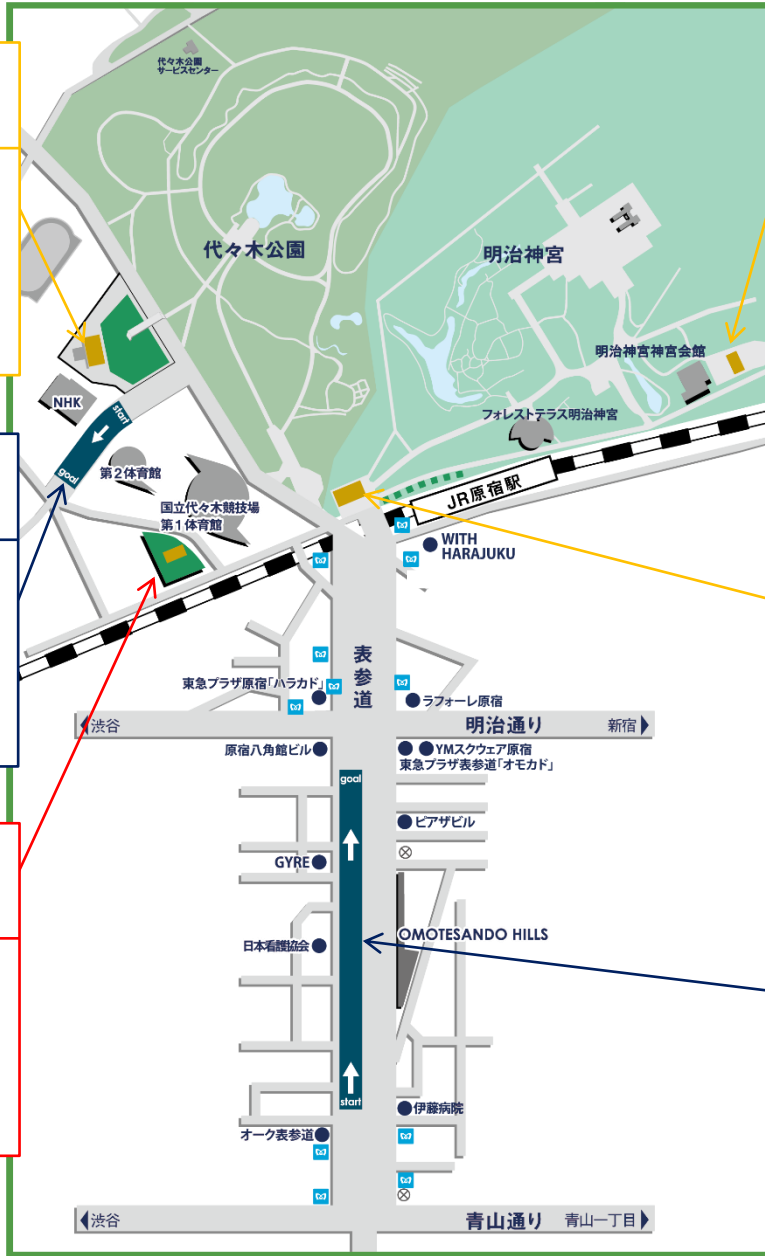 代々木公園
サービスセンター
代々木公園
明治神宮
明治神宮神宮会館
NHK
start
goal
第2体育館
フォレストテラス明治神宮
国立代々木競技場
第1体育館
JR原宿駅
WITH
HARAJUKU
表参道
東急プラザ原宿「ハラカド」
ラフォーレ原宿
渋谷
明治通り
新宿
原宿八角館ビル
YMスクウェア原宿
東急プラザ表参道「オモカド」
goal
ピアザビル
GYRE
OMOTESANDO HILLS
日本看護協会
start
伊藤病院
オーク表参道
渋谷
青山通り
青山一丁目